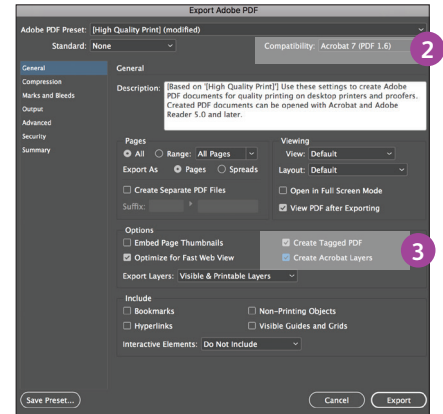 Export Adobe PDF
Adobe PDF Preset: [High Quality Print] (modified)
Standard: None
Compatibility: Acrobat 7 (PDF 1.6)
2
General
Compression
Marks and Bleeds
Output
Advanced
Security
Summary
General
Description: [Based on '[High Quality Print]'] Use these settings to create Adobe
PDF documents for quality printing on desktop printers and proofers.
Created PDF documents can be opened with Acrobat and Adobe
Reader 5.0 and later.
Pages
All Range: All Pages
Export As Pages Spreads
Create Separate PDF Files
Suffix:
Viewing
View: Default
Layout: Default
Open in Full Screen Mode
View PDF after Exporting
Options
Embed Page Thumbnails
Optimize for Fast Web View
Create Tagged PDF
Create Acrobat Layers
3
Export Layers: Visible & Printable Layers
Include
Bookmarks
Hyperlinks
Non-Printing Objects
Visible Guides and Grids
Interactive Elements: Do Not Include
Save Preset...
Cancel
Export